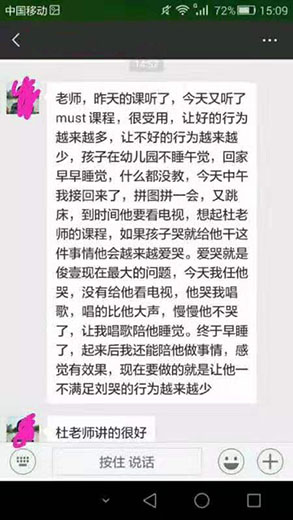 中国移动 72% 15:09
14:59
老师，昨天的课听了，今天又听了
must 课程，很受用，让好的行为
越来越多，让不好的行为越来越
少，孩子在幼儿园不睡午觉，回家
早早睡觉，什么都没教，今天中午
我接回来了，拼图拼一会，又跳
床，到时间他要看电视，想起杜老
师的课程，如果孩子哭就给他干这
件事情他会越来越爱哭。爱哭就是
俊壹现在最大的问题，今天我任他
哭，没有给他看电视，他哭我唱
歌，唱的比他大声，慢慢他不哭
了，让我唱歌陪他睡觉。终于早睡
了，起来后我还能陪他做事情，感
觉有效果，现在要做的就是让他一
不满足刘哭的行为越来越少
杜老师讲的很好
按住 说话